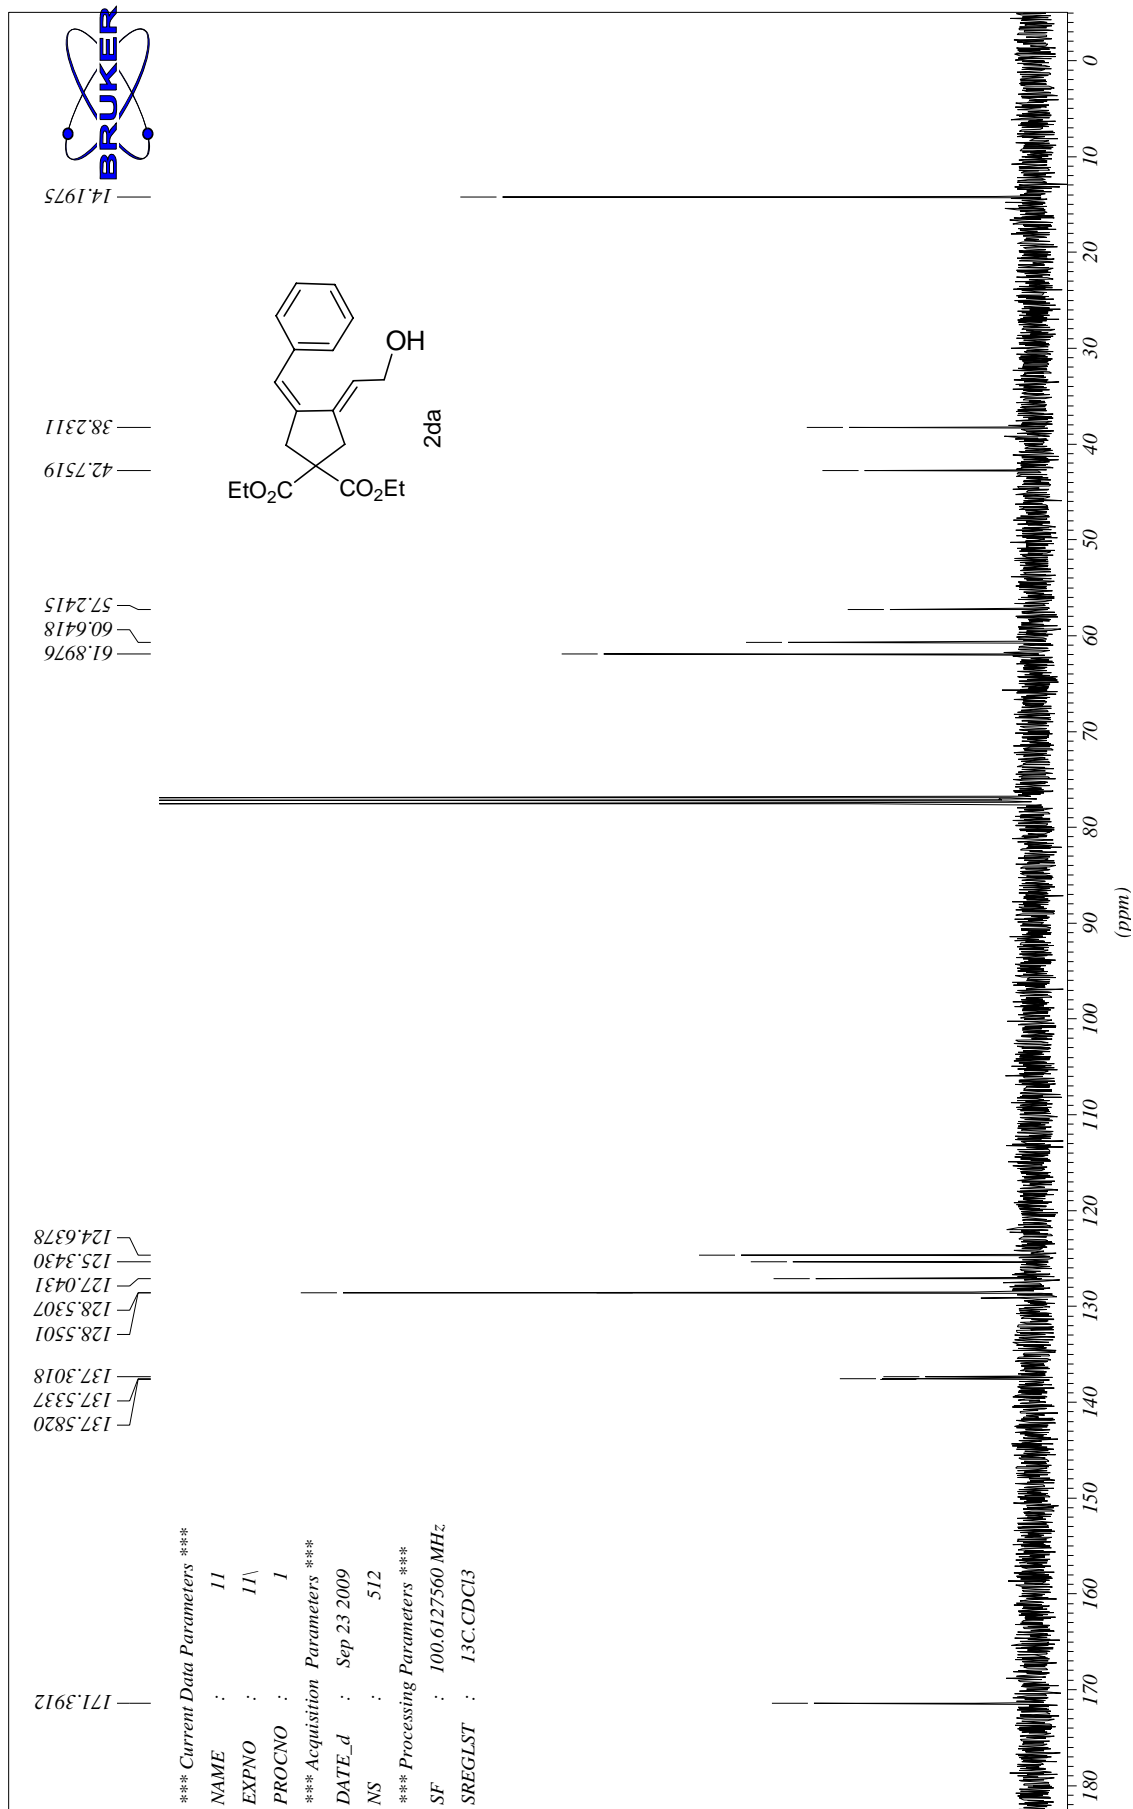 BRUKER
171.3912
137.5820
137.5337
137.3018
128.5501
128.5307
127.0431
125.3430
124.6378
61.8976
60.6418
57.2415
42.7519
38.2311
14.1975
*** Current Data Parameters ***
NAME : 11
EXPNO : 11\
PROCNO : 1
*** Acquisition Parameters ***
DATE_d : Sep 23 2009
NS : 512
*** Processing Parameters ***
SF : 100.6127560 MHz
SREGLST : 13C.CDCl3
EtO2C
CO2Et
OH
2da
180 170 160 150 140 130 120 110 100 90 80 70 60 50 40 30 20 10 0
(ppm)